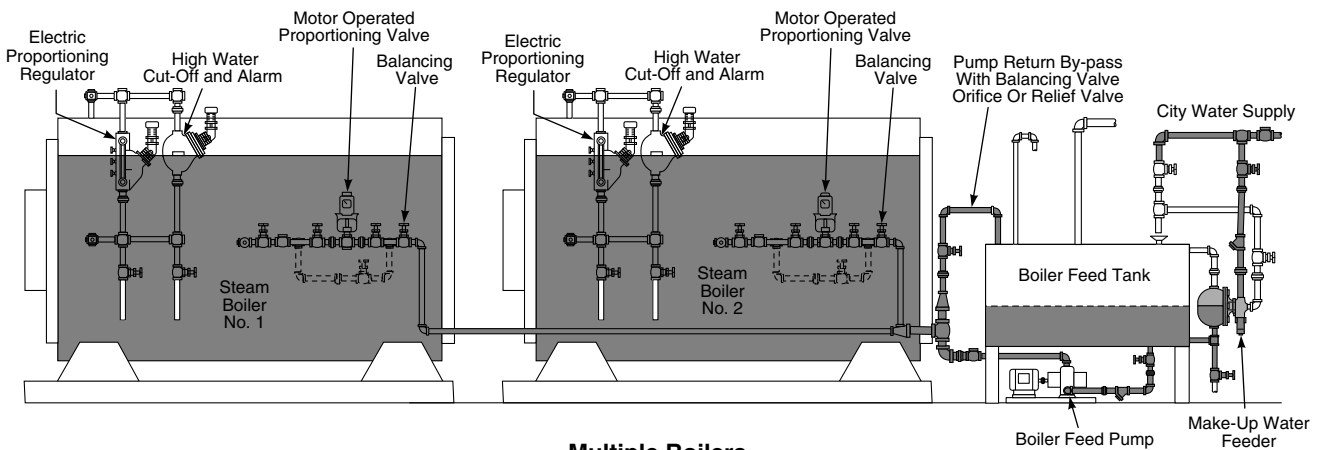 Electric
Proportioning
Regulator
High Water
Cut-Off and Alarm
Motor Operated
Proportioning Valve
Balancing
Valve
Electric
Proportioning
Regulator
High Water
Cut-Off and Alarm
Motor Operated
Proportioning Valve
Balancing
Valve
Pump Return By-pass
With Balancing Valve
Orifice Or Relief Valve
City Water Supply
Steam
Boiler
No. 1
Steam
Boiler
No. 2
Boiler Feed Tank
Boiler Feed Pump
Make-Up Water
Feeder
Multiple Boilers